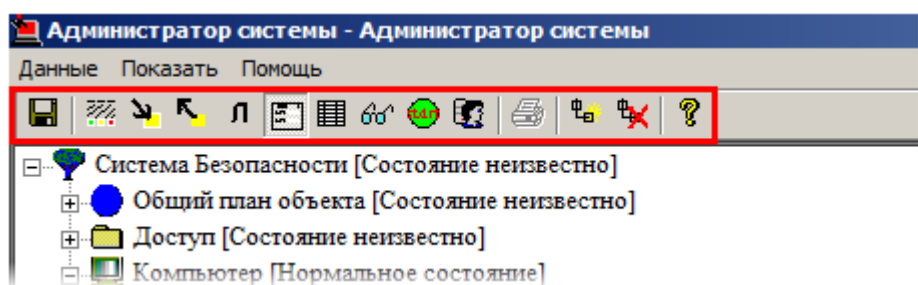 Администратор системы - Администратор системы
Данные Показать Помощь
Л ?
Система Безопасности [Состояние неизвестно]
Общий план объекта [Состояние неизвестно]
Доступ [Состояние неизвестно]
Компьютер [Нормальное состояние]